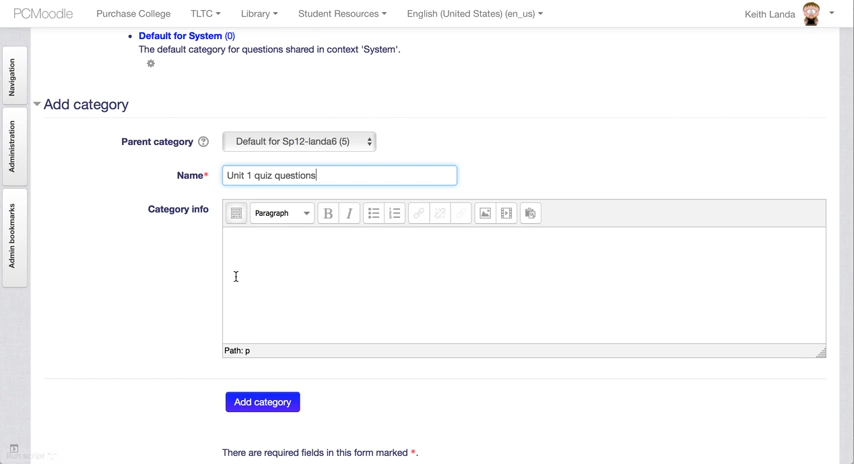 PCMoodle Purchase College TLTC Library Student Resources English (United States) (en_us) Keith Landa
Default for System (0)
The default category for questions shared in context 'System'.
Navigation
Add category
Administration
Parent category Default for Sp12-landa6 (5)
Name* Unit 1 quiz questions
Admin bookmarks
Category info Paragraph B I
Path: p
Add category
There are required fields in this form marked *.